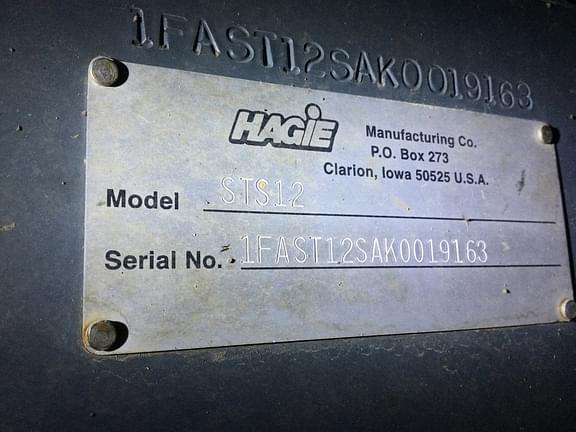 1FAST12SAK0019163
HAGIE
Manufacturing Co.
P.O. Box 273
Clarion, Iowa 50525 U.S.A.
Model STS12
Serial No. 1FAST12SAK0019163